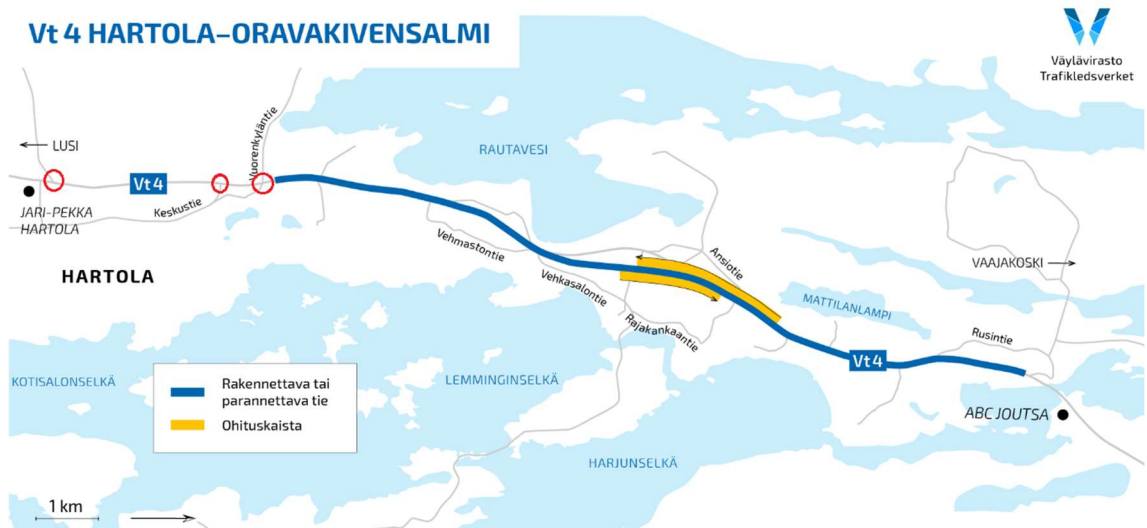 Vt 4 HARTOLA–ORAVAKIVENSALMI
Väylävirasto
Trafikledsverket
LUSI
Vuorenkyläntie
RAUTAVESI
Vt 4
Keskustie
JARI-PEKKA
HARTOLA
HARTOLA
Vehmastontie
Vehkasalontie
Ansiotie
Rajakankaantie
VAAJAKOSKI
MATTILANLAMPI
Rusintie
Vt 4
ABC JOUTSA
KOTISALONSELKÄ
LEMMINGINSELKÄ
HARJUNSELKÄ
Rakennettava tai
parannettava tie
Ohituskaista
1 km